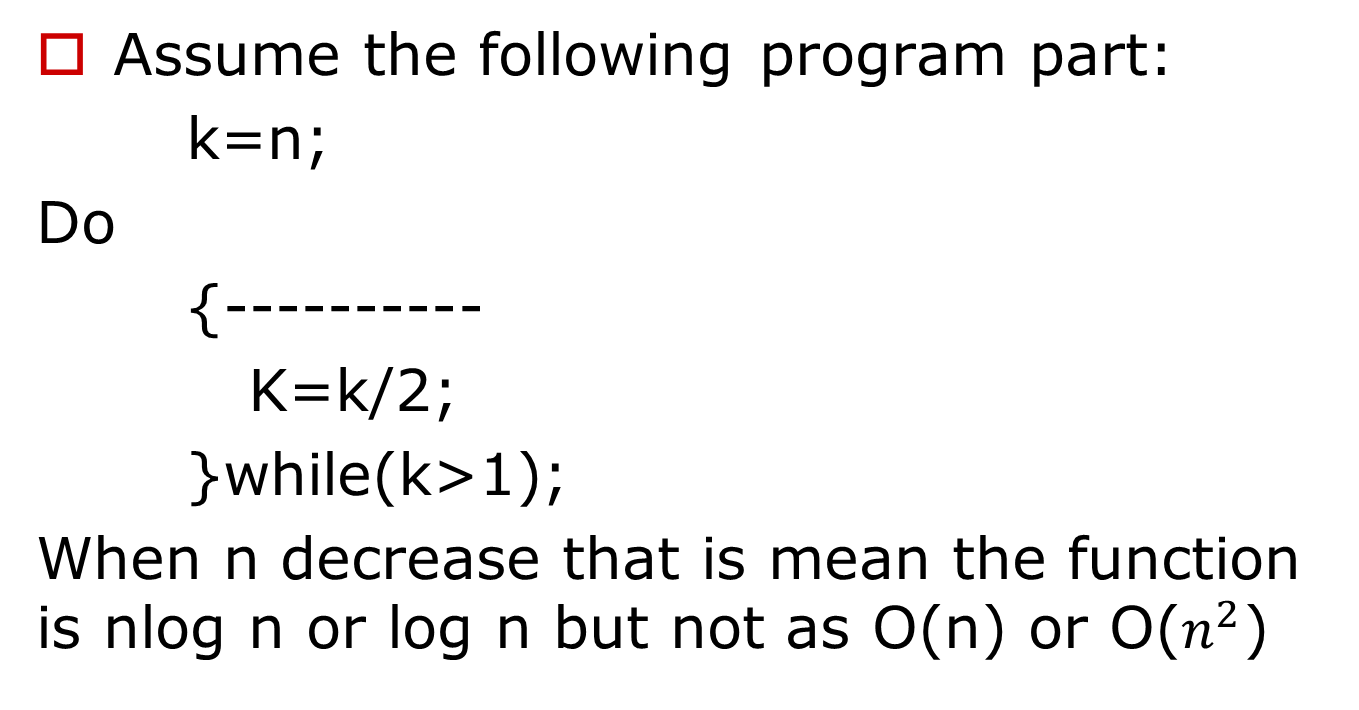 Assume the following program part:
k=n;
Do
{----------
K=k/2;
}while(k>1);
When n decrease that is mean the function
is nlog n or log n but not as O(n) or O(𝑛²)